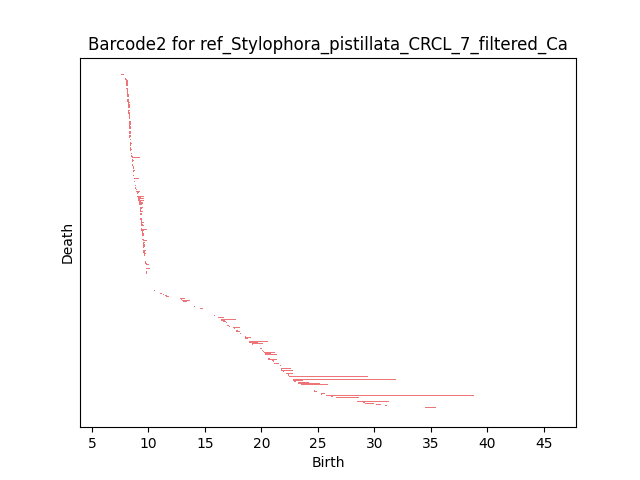 Barcode2 for ref_Stylophora_pistillata_CRCL_7_filtered_Ca
Death
5 10 15 20 25 30 35 40 45
Birth